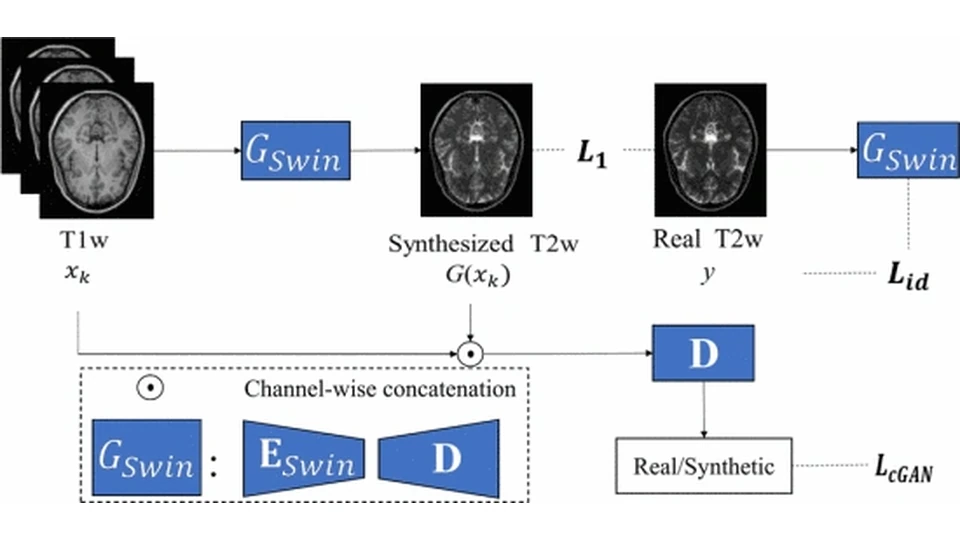 G_Swin
L_1
G_Swin
T1w
x_k
Synthesized T2w
G(x_k)
Real T2w
y
L_id
D
Channel-wise concatenation
G_Swin :
E_Swin
D
Real/Synthetic
L_cGAN